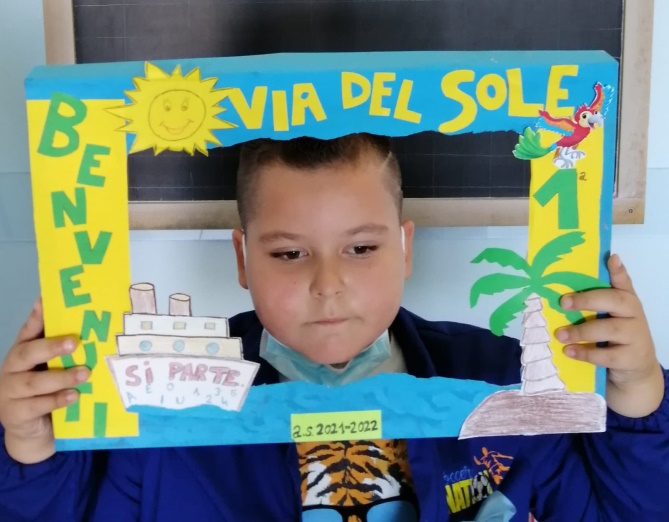 VIA DEL SOLE
BENVENUTI
1ª
Si PARTE.
a.s. 2021-2022